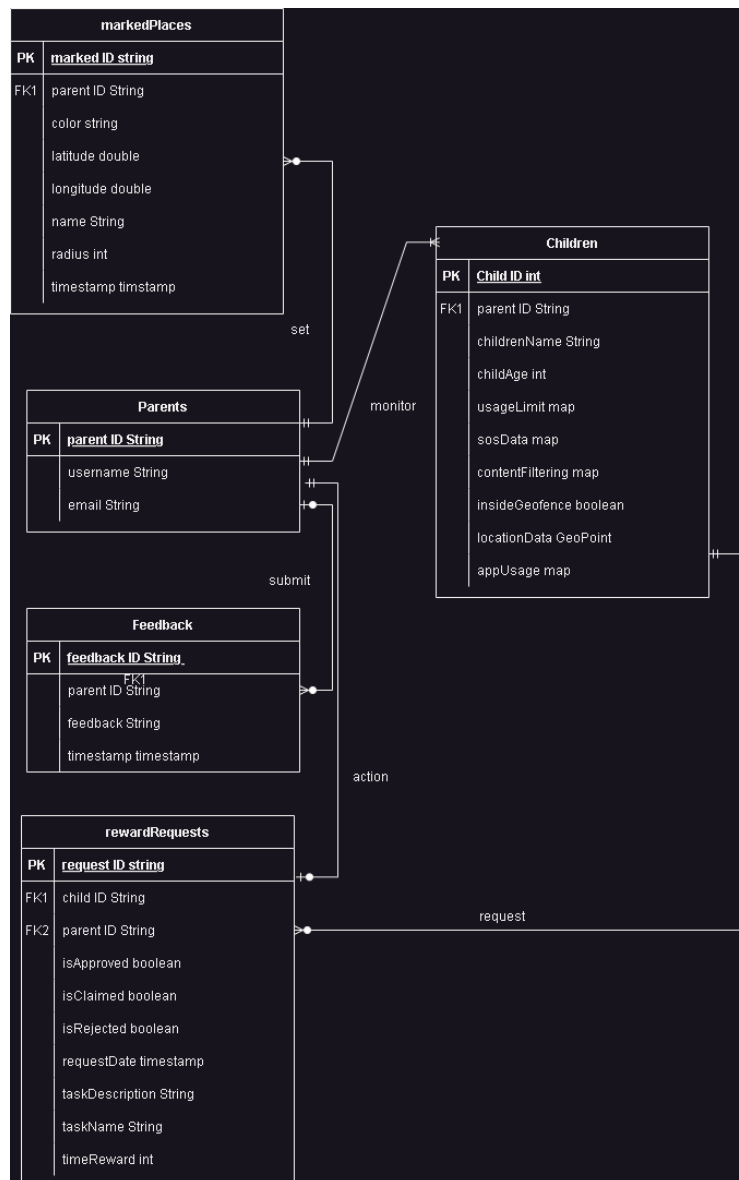 markedPlaces
PK marked ID string
FK1 parent ID String
color string
latitude double
longitude double
name String
radius int
timestamp timstamp
set
Parents
PK parent ID String
username String
email String
monitor
Children
PK Child ID int
FK1 parent ID String
childrenName String
childAge int
usageLimit map
sosData map
contentFiltering map
insideGeofence boolean
locationData GeoPoint
appUsage map
submit
Feedback
PK feedback ID String
FK1
parent ID String
feedback String
timestamp timestamp
action
rewardRequests
PK request ID string
FK1 child ID String
FK2 parent ID String
isApproved boolean
isClaimed boolean
isRejected boolean
requestDate timestamp
taskDescription String
taskName String
timeReward int
request